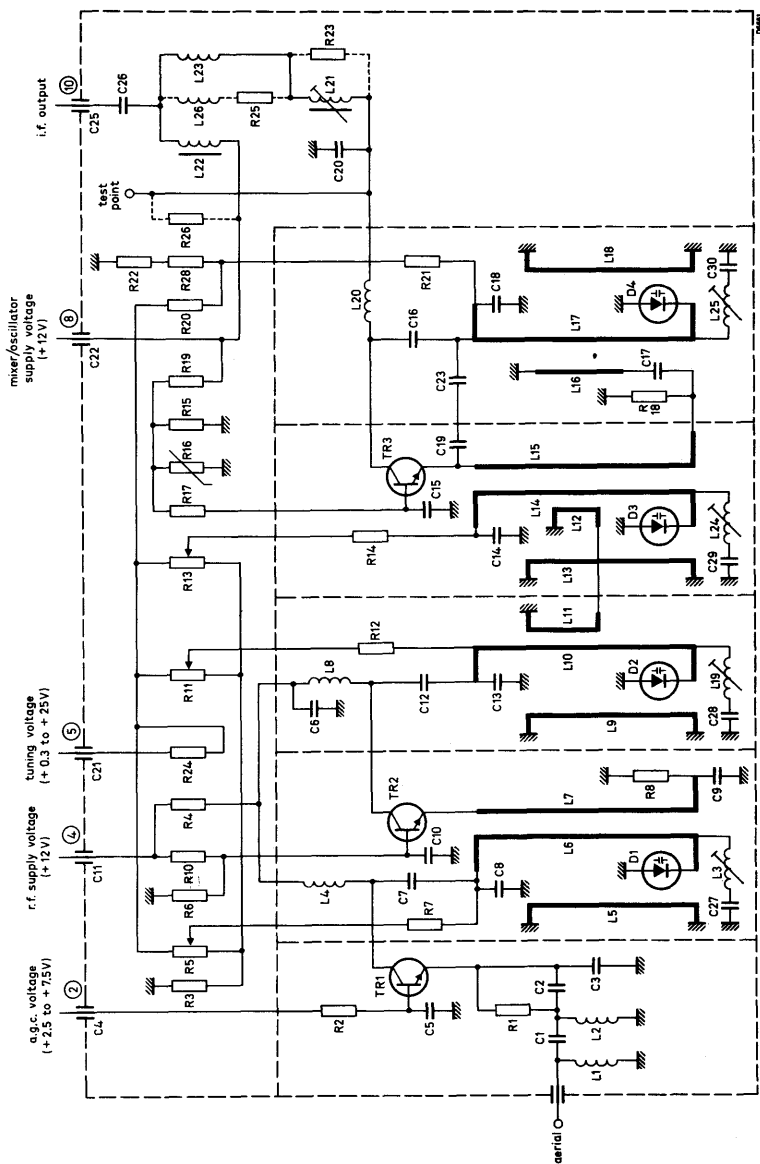 a.g.c. voltage
(+2.5 to +7.5V)
r.f. supply voltage
(+12V)
tuning voltage
(+ 0.3 to + 25V)
mixer/oscillator
supply voltage
(+ 12V)
i.f. output
2
4
5
8
10
C4
C11
C21
C22
C25
C26
test
point
R3
R5
R6
R10
R4
R24
R11
R13
R17
R16
R15
R19
R20
R28
R22
R26
L22
L26
L23
R25
L21
R23
C20
L4
C6
L8
R12
R14
L20
R21
R2
TR1
C5
R7
C7
C8
TR2
C10
C12
C13
C14
C15
TR3
C19
C23
C16
C18
R1
C1
C2
C3
L1
L2
aerial
L5
D1
L6
L7
R8
C9
C27
L3
L9
D2
L10
L11
C28
L19
L13
L12
L14
D3
L15
C29
L24
R
18
L16
C17
L17
D4
L18
L25
C30